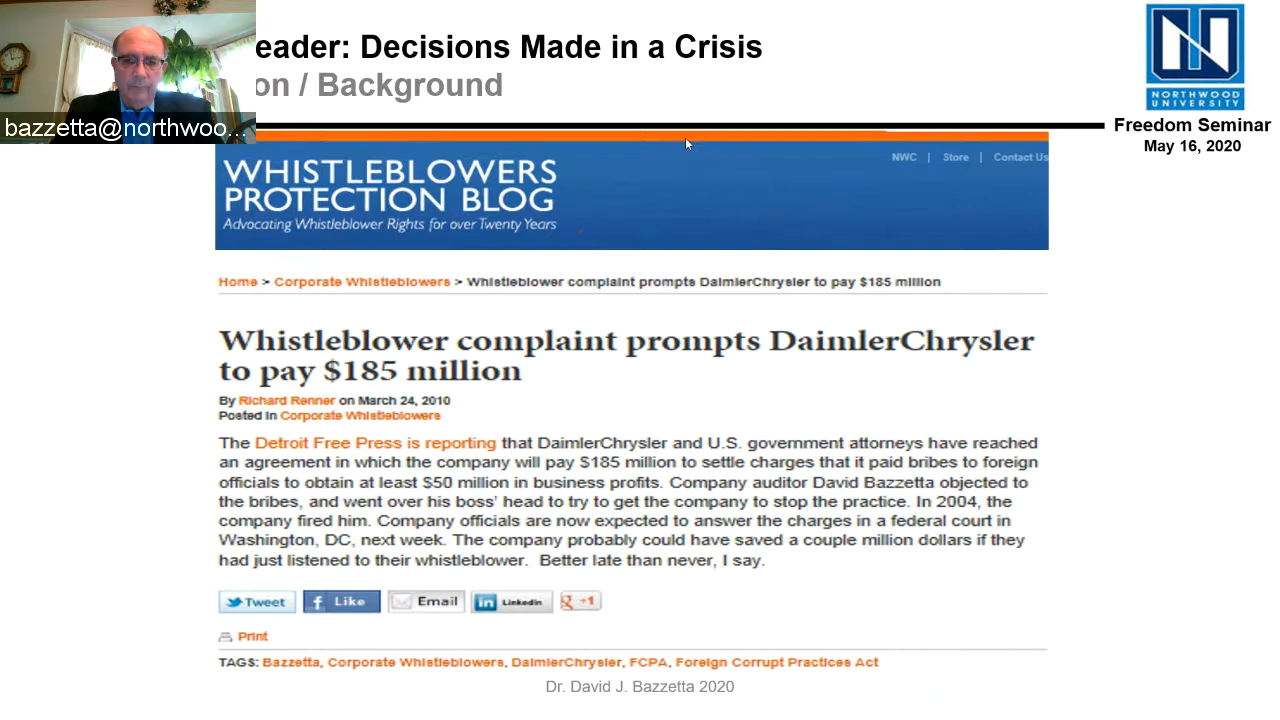 eader: Decisions Made in a Crisis
on / Background
bazzetta@northwoo...
NORTHWOOD
UNIVERSITY
Freedom Seminar
May 16, 2020
WHISTLEBLOWERS
PROTECTION BLOG
Advocating Whistleblower Rights for over Twenty Years
NWC | Store | Contact Us
Home > Corporate Whistleblowers > Whistleblower complaint prompts DaimlerChrysler to pay $185 million
Whistleblower complaint prompts DaimlerChrysler
to pay $185 million
By Richard Renner on March 24, 2010
Posted in Corporate Whistleblowers
The Detroit Free Press is reporting that DaimlerChrysler and U.S. government attorneys have reached
an agreement in which the company will pay $185 million to settle charges that it paid bribes to foreign
officials to obtain at least $50 million in business profits. Company auditor David Bazzetta objected to
the bribes, and went over his boss' head to try to get the company to stop the practice. In 2004, the
company fired him. Company officials are now expected to answer the charges in a federal court in
Washington, DC, next week. The company probably could have saved a couple million dollars if they
had just listened to their whistleblower. Better late than never, I say.
Tweet Like Email LinkedIn +1
Print
TAGS: Bazzetta, Corporate Whistleblowers, DaimlerChrysler, FCPA, Foreign Corrupt Practices Act
Dr. David J. Bazzetta 2020